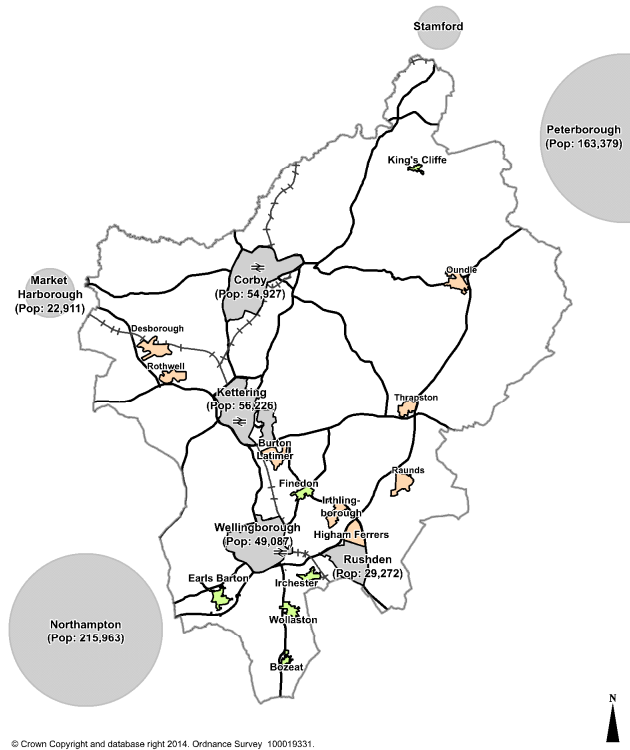 Stamford
Peterborough
(Pop: 163,379)
King's Cliffe
Oundle
Corby
(Pop: 54,927)
Market
Harborough
(Pop: 22,911)
Desborough
Rothwell
Kettering
(Pop: 56,226)
Thrapston
Burton
Latimer
Raunds
Finedon
Irthling-
borough
Higham Ferrers
Wellingborough
(Pop: 49,087)
Rushden
(Pop: 29,272)
Earls Barton
Irchester
Wollaston
Northampton
(Pop: 215,963)
Bozeat
N
© Crown Copyright and database right 2014. Ordnance Survey 100019331.